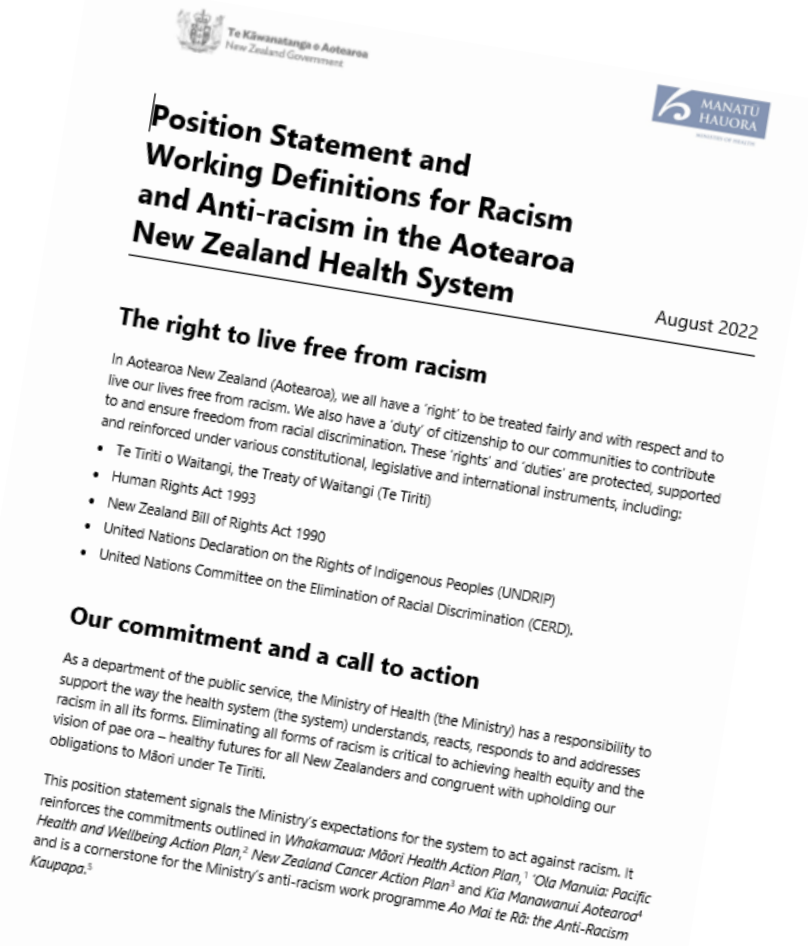 Te Kāwanatanga o Aotearoa
New Zealand Government
MANATŪ
HAUORA
MINISTRY OF HEALTH
Position Statement and
Working Definitions for Racism
and Anti-racism in the Aotearoa
New Zealand Health System
August 2022
The right to live free from racism
In Aotearoa New Zealand (Aotearoa), we all have a ‘right’ to be treated fairly and with respect and to
live our lives free from racism. We also have a ‘duty’ of citizenship to our communities to contribute
to and ensure freedom from racial discrimination. These ‘rights’ and ‘duties’ are protected, supported
and reinforced under various constitutional, legislative and international instruments, including:
• Te Tiriti o Waitangi, the Treaty of Waitangi (Te Tiriti)
• Human Rights Act 1993
• New Zealand Bill of Rights Act 1990
• United Nations Declaration on the Rights of Indigenous Peoples (UNDRIP)
• United Nations Committee on the Elimination of Racial Discrimination (CERD).
Our commitment and a call to action
As a department of the public service, the Ministry of Health (the Ministry) has a responsibility to
support the way the health system (the system) understands, reacts, responds to and addresses
racism in all its forms. Eliminating all forms of racism is critical to achieving health equity and the
vision of pae ora – healthy futures for all New Zealanders and congruent with upholding our
obligations to Māori under Te Tiriti.
This position statement signals the Ministry’s expectations for the system to act against racism. It
reinforces the commitments outlined in Whakamaua: Māori Health Action Plan,¹ ‘Ola Manuia: Pacific
Health and Wellbeing Action Plan,² New Zealand Cancer Action Plan³ and Kia Manawanui Aotearoa⁴
and is a cornerstone for the Ministry’s anti-racism work programme Ao Mai te Rā: the Anti-Racism
Kaupapa.⁵